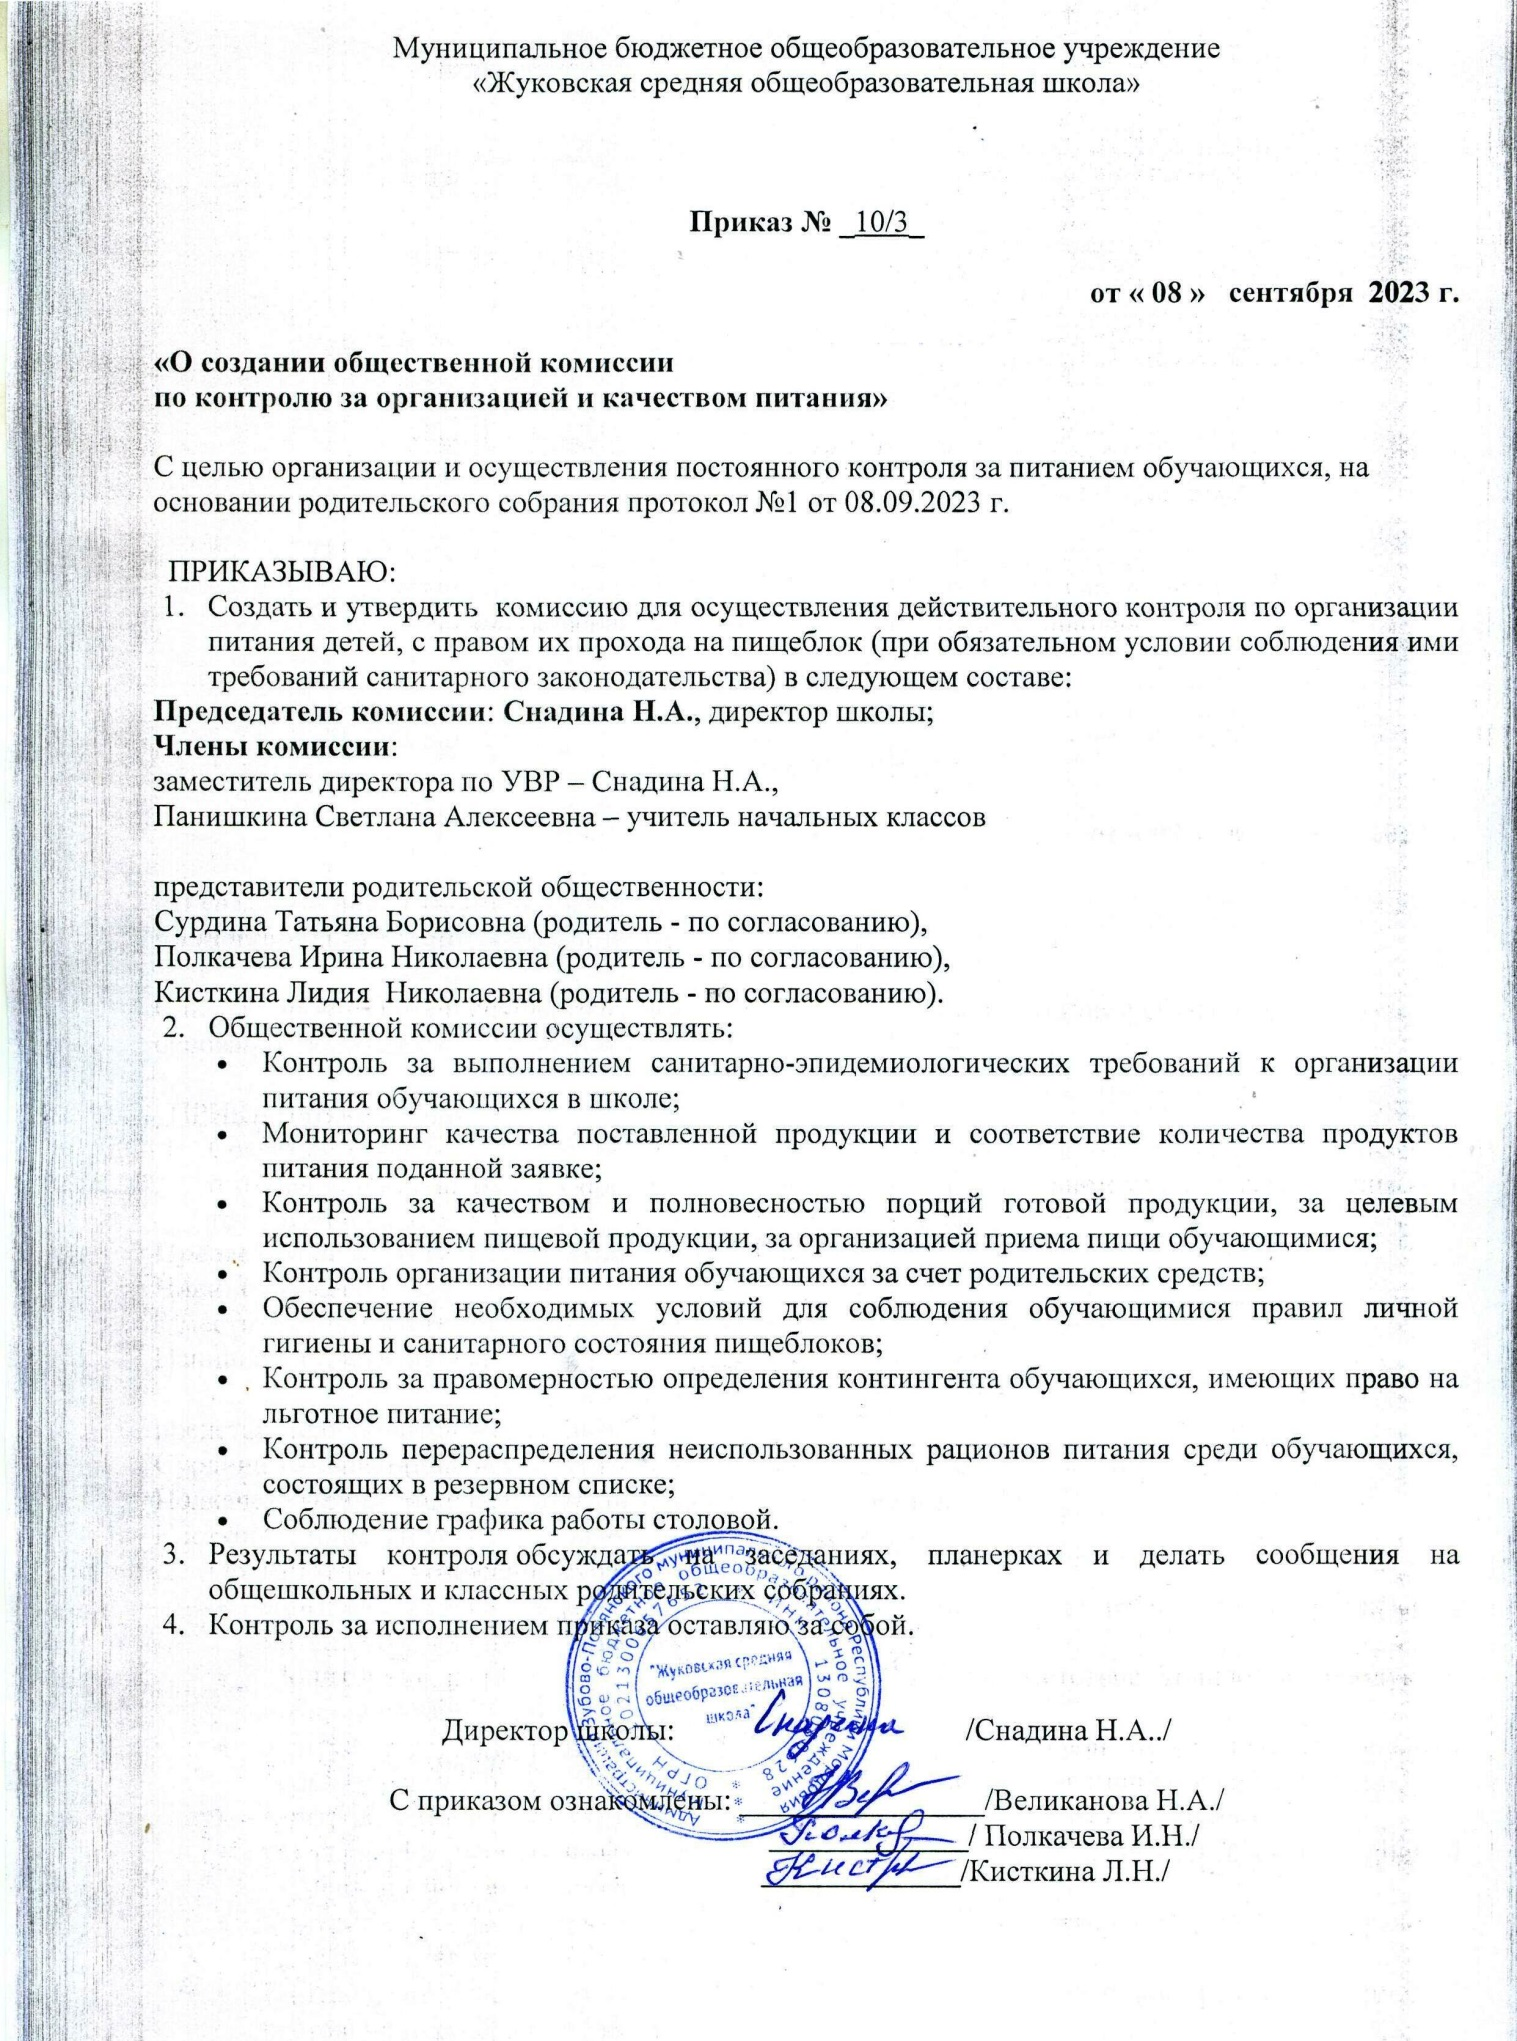 Муниципальное бюджетное общеобразовательное учреждение
«Жуковская средняя общеобразовательная школа»
Приказ № _10/3_
от « 08 » сентября 2023 г.
«О создании общественной комиссии
по контролю за организацией и качеством питания»
С целью организации и осуществления постоянного контроля за питанием обучающихся, на
основании родительского собрания протокол №1 от 08.09.2023 г.
ПРИКАЗЫВАЮ:
1. Создать и утвердить комиссию для осуществления действительного контроля по организации
питания детей, с правом их прохода на пищеблок (при обязательном условии соблюдения ими
требований санитарного законодательства) в следующем составе:
Председатель комиссии: Снадина Н.А., директор школы;
Члены комиссии:
заместитель директора по УВР – Снадина Н.А.,
Панишкина Светлана Алексеевна – учитель начальных классов
представители родительской общественности:
Сурдина Татьяна Борисовна (родитель - по согласованию),
Полкачева Ирина Николаевна (родитель - по согласованию),
Кисткина Лидия Николаевна (родитель - по согласованию).
2. Общественной комиссии осуществлять:
• Контроль за выполнением санитарно-эпидемиологических требований к организации
питания обучающихся в школе;
• Мониторинг качества поставленной продукции и соответствие количества продуктов
питания поданной заявке;
• Контроль за качеством и полновесностью порций готовой продукции, за целевым
использованием пищевой продукции, за организацией приема пищи обучающимися;
• Контроль организации питания обучающихся за счет родительских средств;
• Обеспечение необходимых условий для соблюдения обучающимися правил личной
гигиены и санитарного состояния пищеблоков;
• Контроль за правомерностью определения контингента обучающихся, имеющих право на
льготное питание;
• Контроль перераспределения неиспользованных рационов питания среди обучающихся,
состоящих в резервном списке;
• Соблюдение графика работы столовой.
3. Результаты контроля обсуждать на заседаниях, планерках и делать сообщения на
общешкольных и классных родительских собраниях.
4. Контроль за исполнением приказа оставляю за собой.
"Жуковская средняя
общеобразовательная
школа"
Директор школы: Снадина /Снадина Н.А../
С приказом ознакомлены: /Великанова Н.А./
/ Полкачева И.Н./
/Кисткина Л.Н./